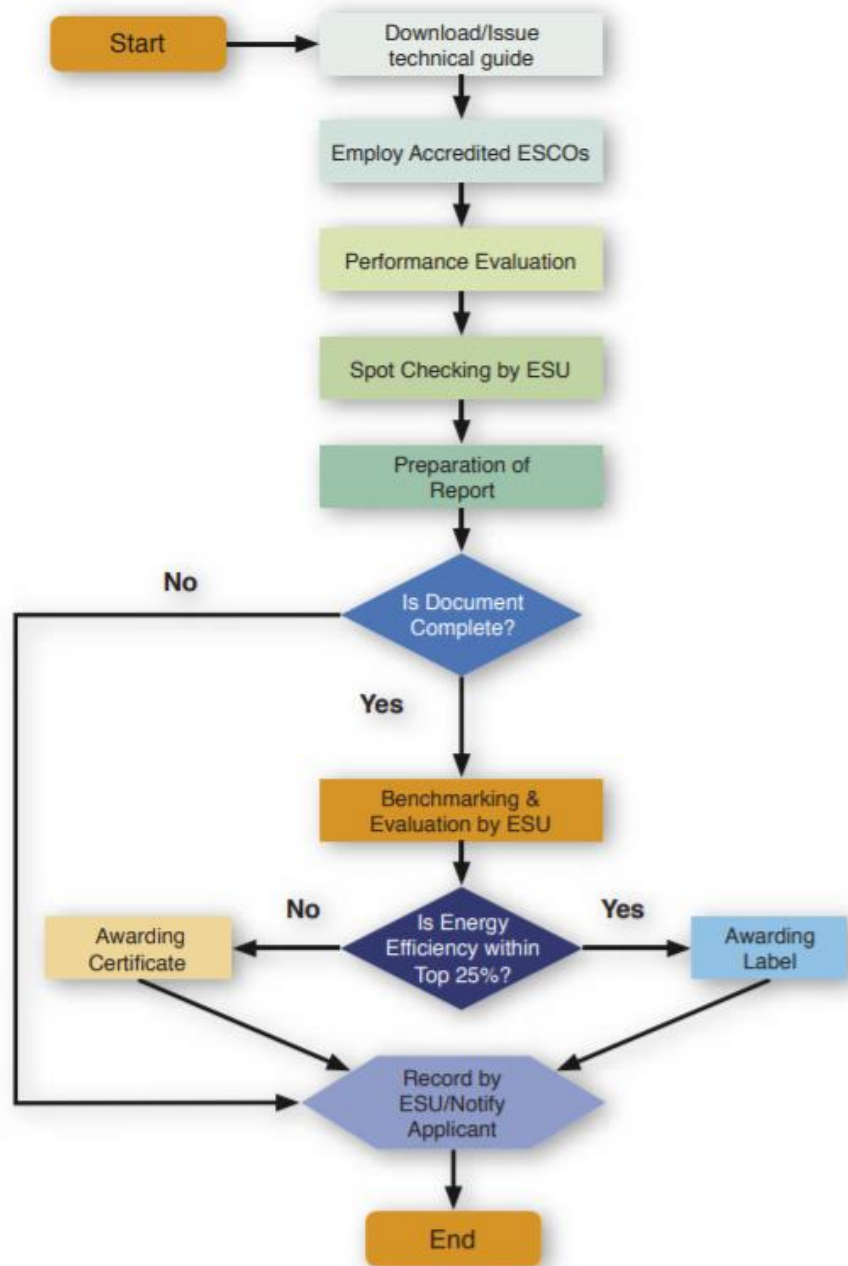 Start
Download/Issue
technical guide
Employ Accredited ESCOs
Performance Evaluation
Spot Checking by ESU
Preparation of
Report
No
Is Document
Complete?
Yes
Benchmarking &
Evaluation by ESU
No
Is Energy
Efficiency within
Top 25%?
Yes
Awarding
Certificate
Awarding
Label
Record by
ESU/Notify
Applicant
End